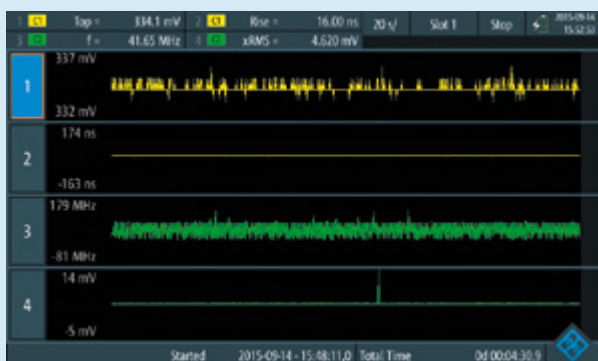 1 C1 Top = 334.1 mV 2 C1 Rise = 16.00 ns 20 s/ Slot 1 Stop 2015-09-14
3 C2 f = 41.65 MHz 4 C2 xRMS = 4.620 mV 15:52:53
337 mV
1
332 mV
174 ns
2
-163 ns
179 MHz
3
-81 MHz
14 mV
4
-5 mV
Started 2015-09-14 - 15:48:11,0 Total Time 0d 00:04:30.9